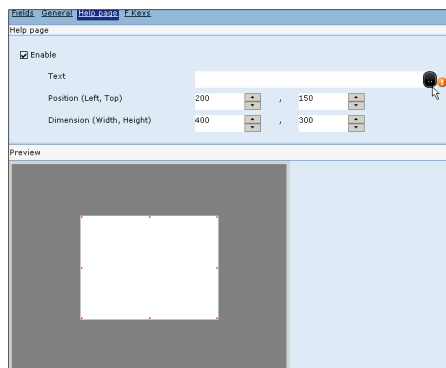 Fields General Help page F Keys
Help page
Enable
Text ..
Position (Left, Top) 200 , 150
Dimension (Width, Height) 400 , 300
Preview